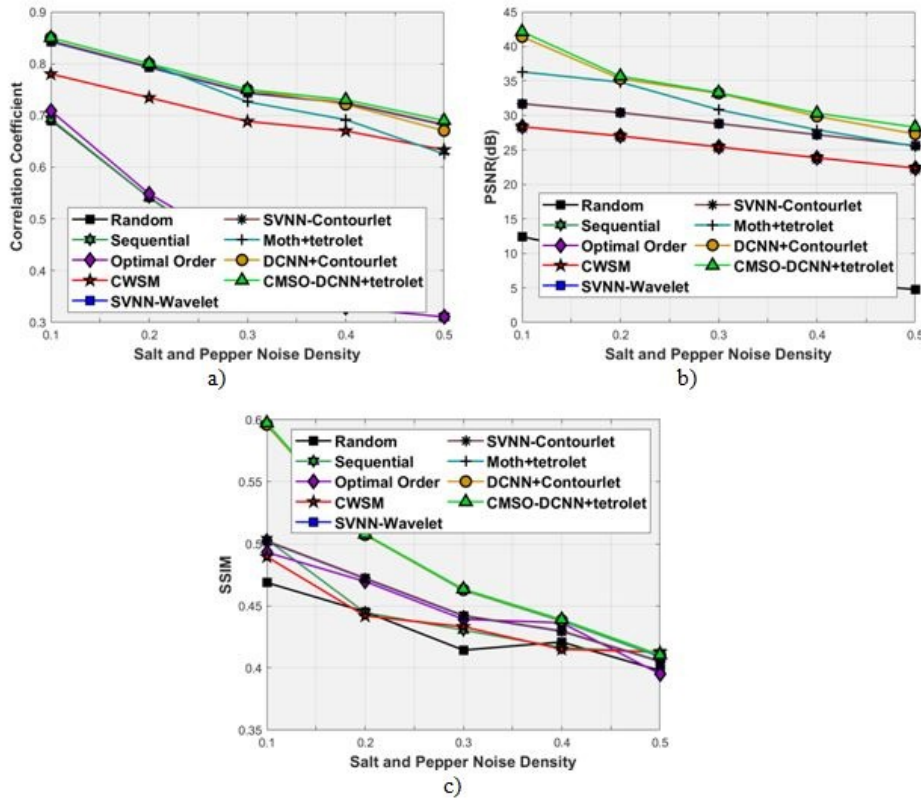 0.9
0.8
0.7
0.6
0.5
0.4
0.3
Correlation Coefficient
Random
Sequential
Optimal Order
CWSM
SVNN-Wavelet
SVNN-Contourlet
Moth+tetrolet
DCNN+Contourlet
CMSO-DCNN+tetrolet
0.1 0.2 0.3 0.4 0.5
Salt and Pepper Noise Density
a)
45
40
35
30
25
20
15
10
5
0
PSNR(dB)
Random
Sequential
Optimal Order
CWSM
SVNN-Wavelet
SVNN-Contourlet
Moth+tetrolet
DCNN+Contourlet
CMSO-DCNN+tetrolet
0.1 0.2 0.3 0.4 0.5
Salt and Pepper Noise Density
b)
0.6
0.55
0.5
0.45
0.4
0.35
SSIM
Random
Sequential
Optimal Order
CWSM
SVNN-Wavelet
SVNN-Contourlet
Moth+tetrolet
DCNN+Contourlet
CMSO-DCNN+tetrolet
0.1 0.2 0.3 0.4 0.5
Salt and Pepper Noise Density
c)